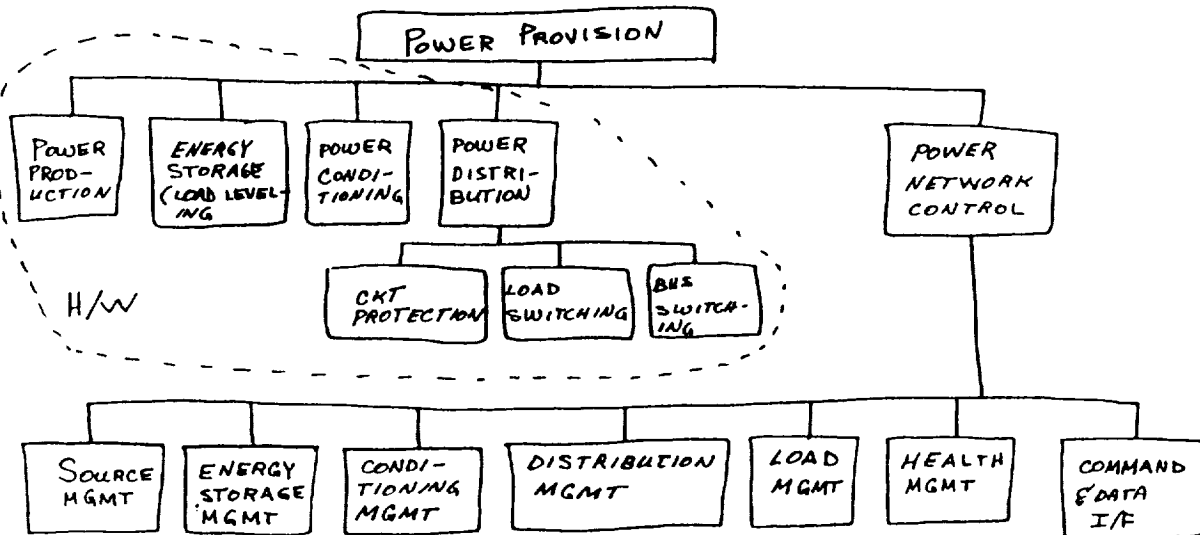 POWER PROVISION
POWER
PROD-
UCTION
ENERGY
STORAGE
(LOAD LEVEL-
ING
POWER
CONDI-
TIONING
POWER
DISTRI-
BUTION
POWER
NETWORK
CONTROL
H/W
CKT
PROTECTION
LOAD
SWITCHING
BUS
SWITCH-
ING
SOURCE
MGMT
ENERGY
STORAGE
MGMT
CONDI-
TIONING
MGMT
DISTRIBUTION
MGMT
LOAD
MGMT
HEALTH
MGMT
COMMAND
& DATA
I/F